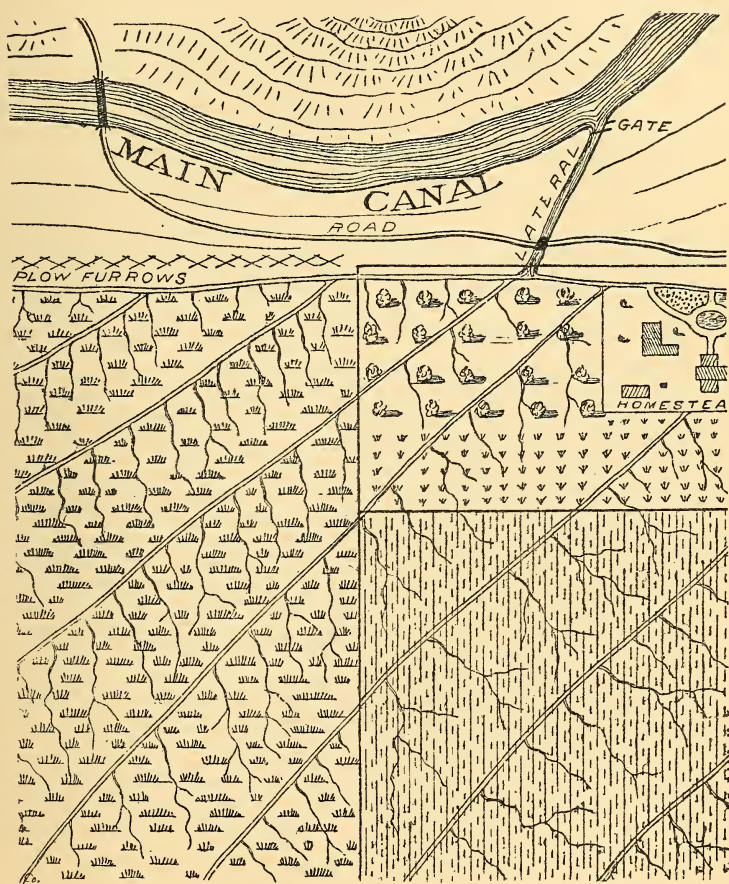 GATE
MAIN CANAL
LATERAL
ROAD
PLOW FURROWS
HOMESTEA